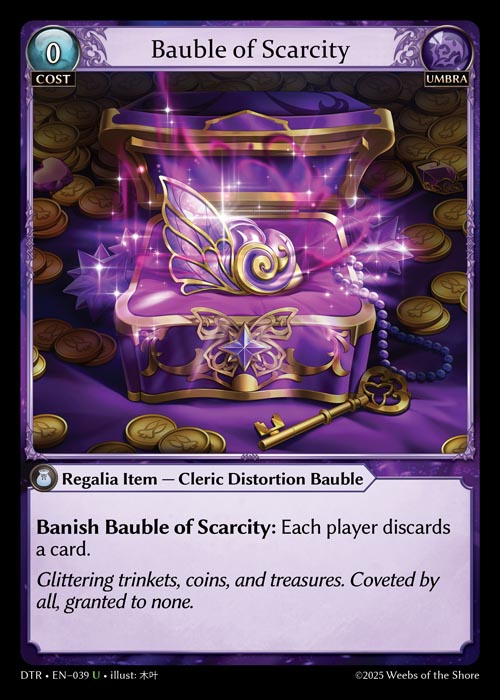 0
COST
Bauble of Scarcity
UMBRA
Regalia Item — Cleric Distortion Bauble
Banish Bauble of Scarcity: Each player discards
a card.
Glittering trinkets, coins, and treasures. Coveted by
all, granted to none.
DTR • EN–039 U • illust: 木叶
©2025 Weebs of the Shore